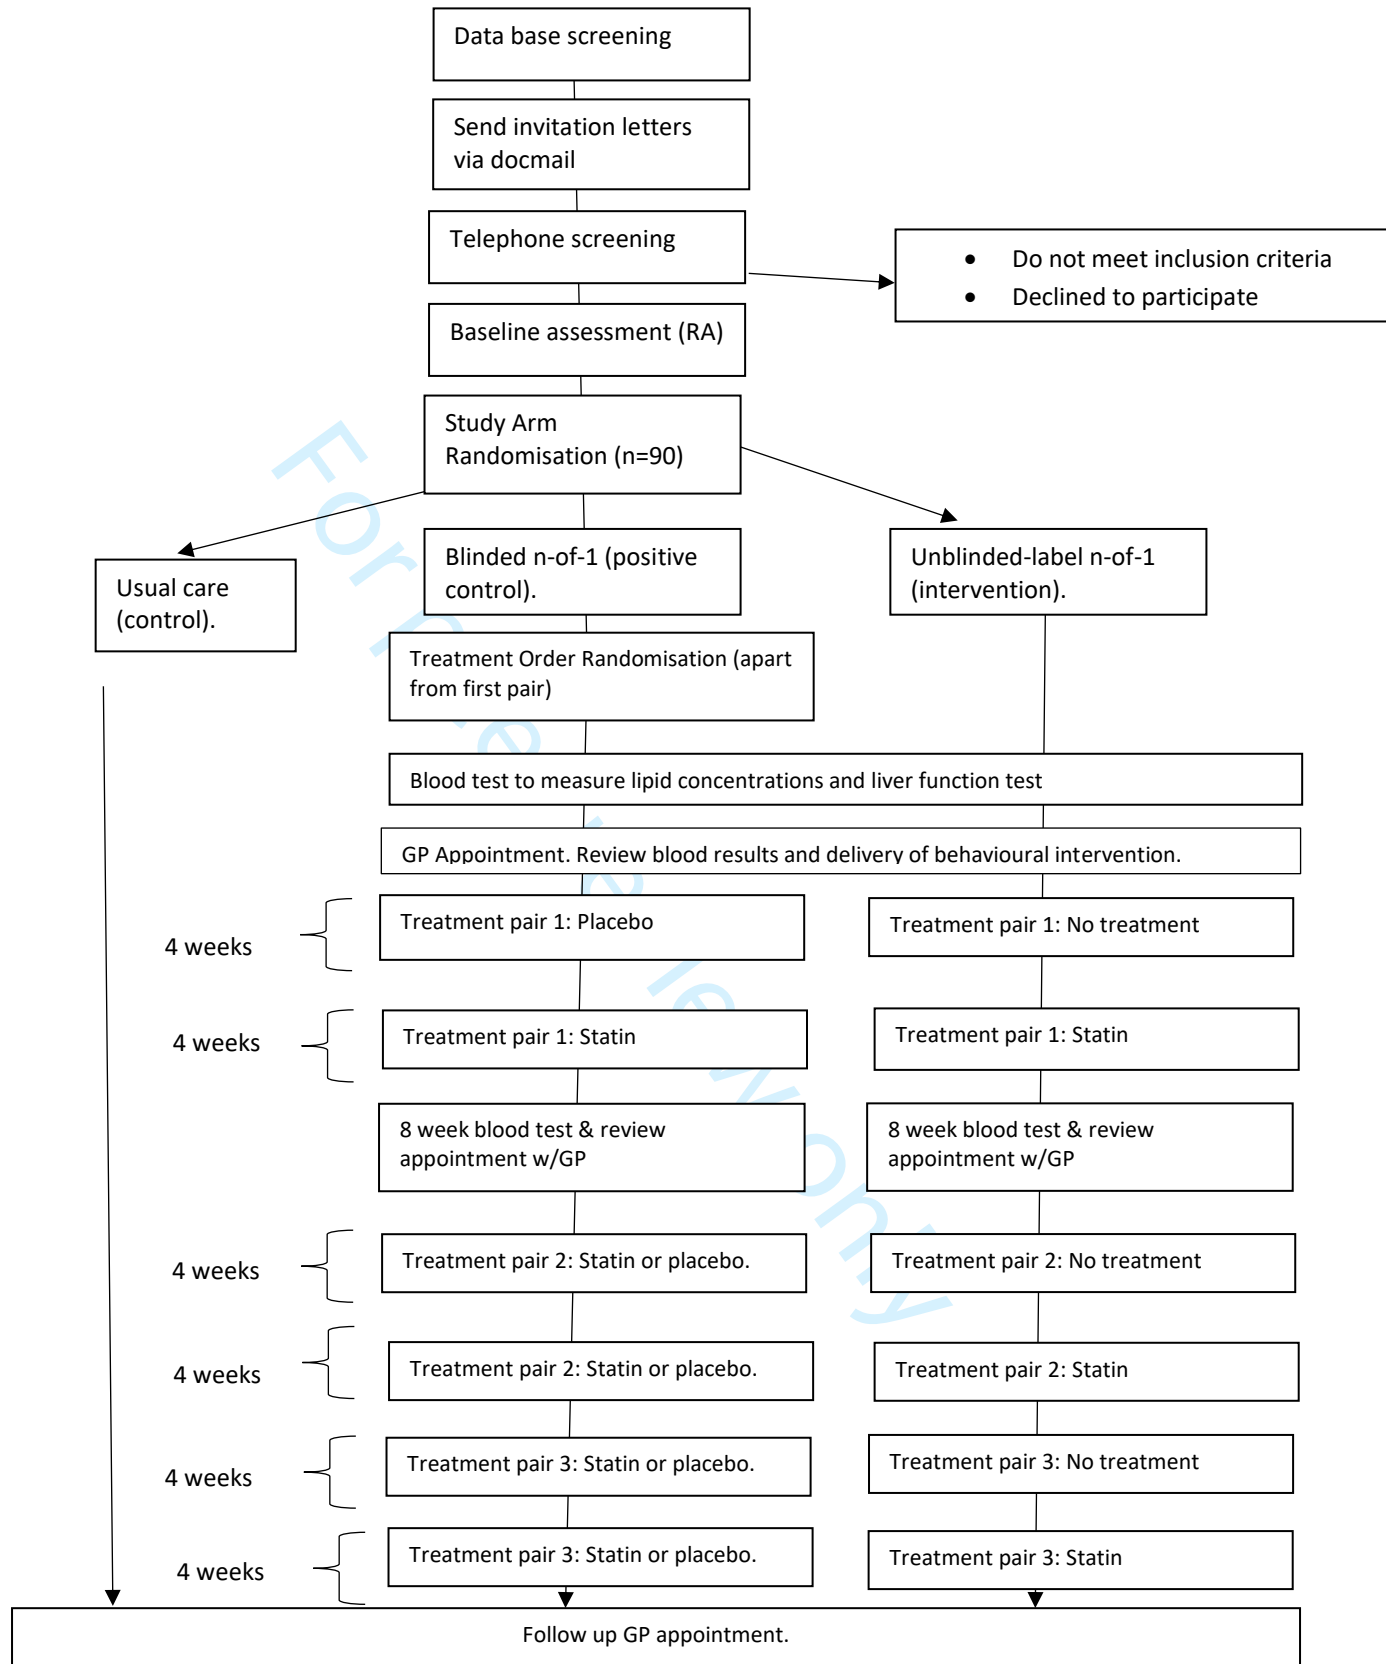 Data base screening
Send invitation letters
via docmail
Telephone screening
• Do not meet inclusion criteria
• Declined to participate
Baseline assessment (RA)
Study Arm
Randomisation (n=90)
Usual care
(control).
Blinded n-of-1 (positive
control).
Unblinded-label n-of-1
(intervention).
Treatment Order Randomisation (apart
from first pair)
Blood test to measure lipid concentrations and liver function test
GP Appointment. Review blood results and delivery of behavioural intervention.
4 weeks
Treatment pair 1: Placebo
Treatment pair 1: No treatment
4 weeks
Treatment pair 1: Statin
Treatment pair 1: Statin
8 week blood test & review
appointment w/GP
8 week blood test & review
appointment w/GP
4 weeks
Treatment pair 2: Statin or placebo.
Treatment pair 2: No treatment
4 weeks
Treatment pair 2: Statin or placebo.
Treatment pair 2: Statin
4 weeks
Treatment pair 3: Statin or placebo.
Treatment pair 3: No treatment
4 weeks
Treatment pair 3: Statin or placebo.
Treatment pair 3: Statin
Follow up GP appointment.
For only